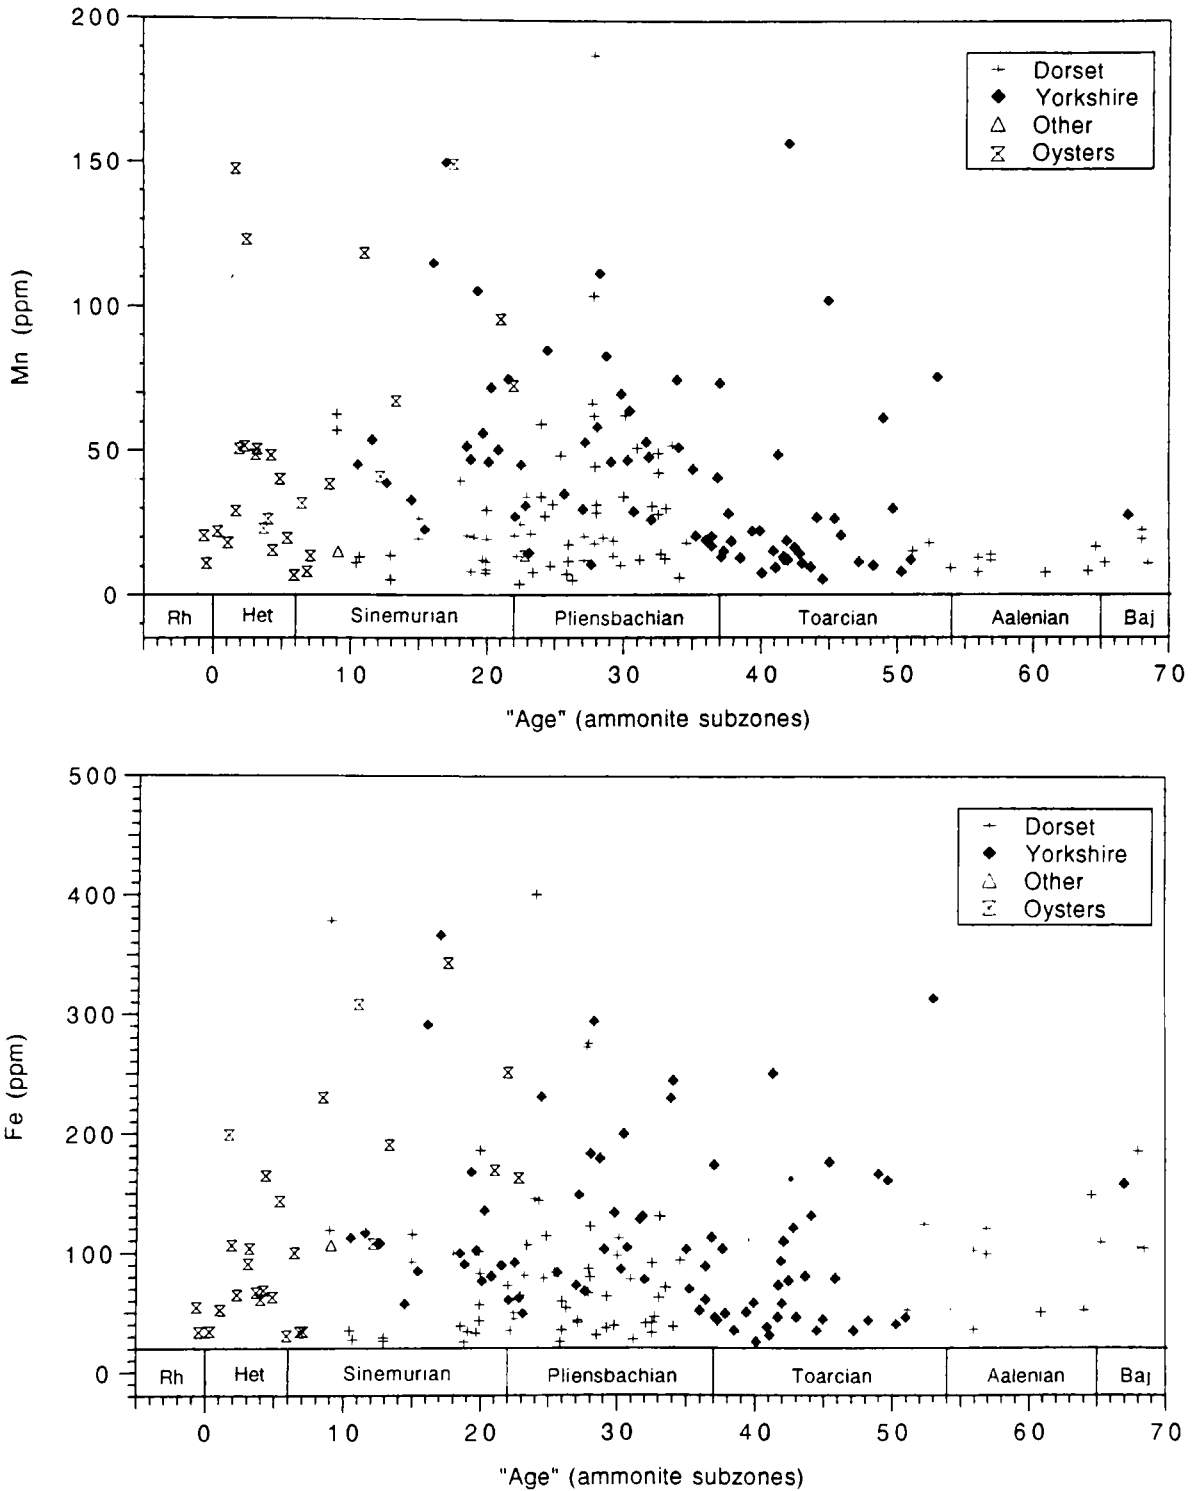 200
150
100
50
0
Mn (ppm)
Dorset
Yorkshire
Other
Oysters
Rh Het Sinemurian Pliensbachian Toarcian Aalenian Baj
0 10 20 30 40 50 60 70
"Age" (ammonite subzones)
500
400
300
200
100
0
Fe (ppm)
Dorset
Yorkshire
Other
Oysters
Rh Het Sinemurian Pliensbachian Toarcian Aalenian Baj
0 10 20 30 40 50 60 70
"Age" (ammonite subzones)